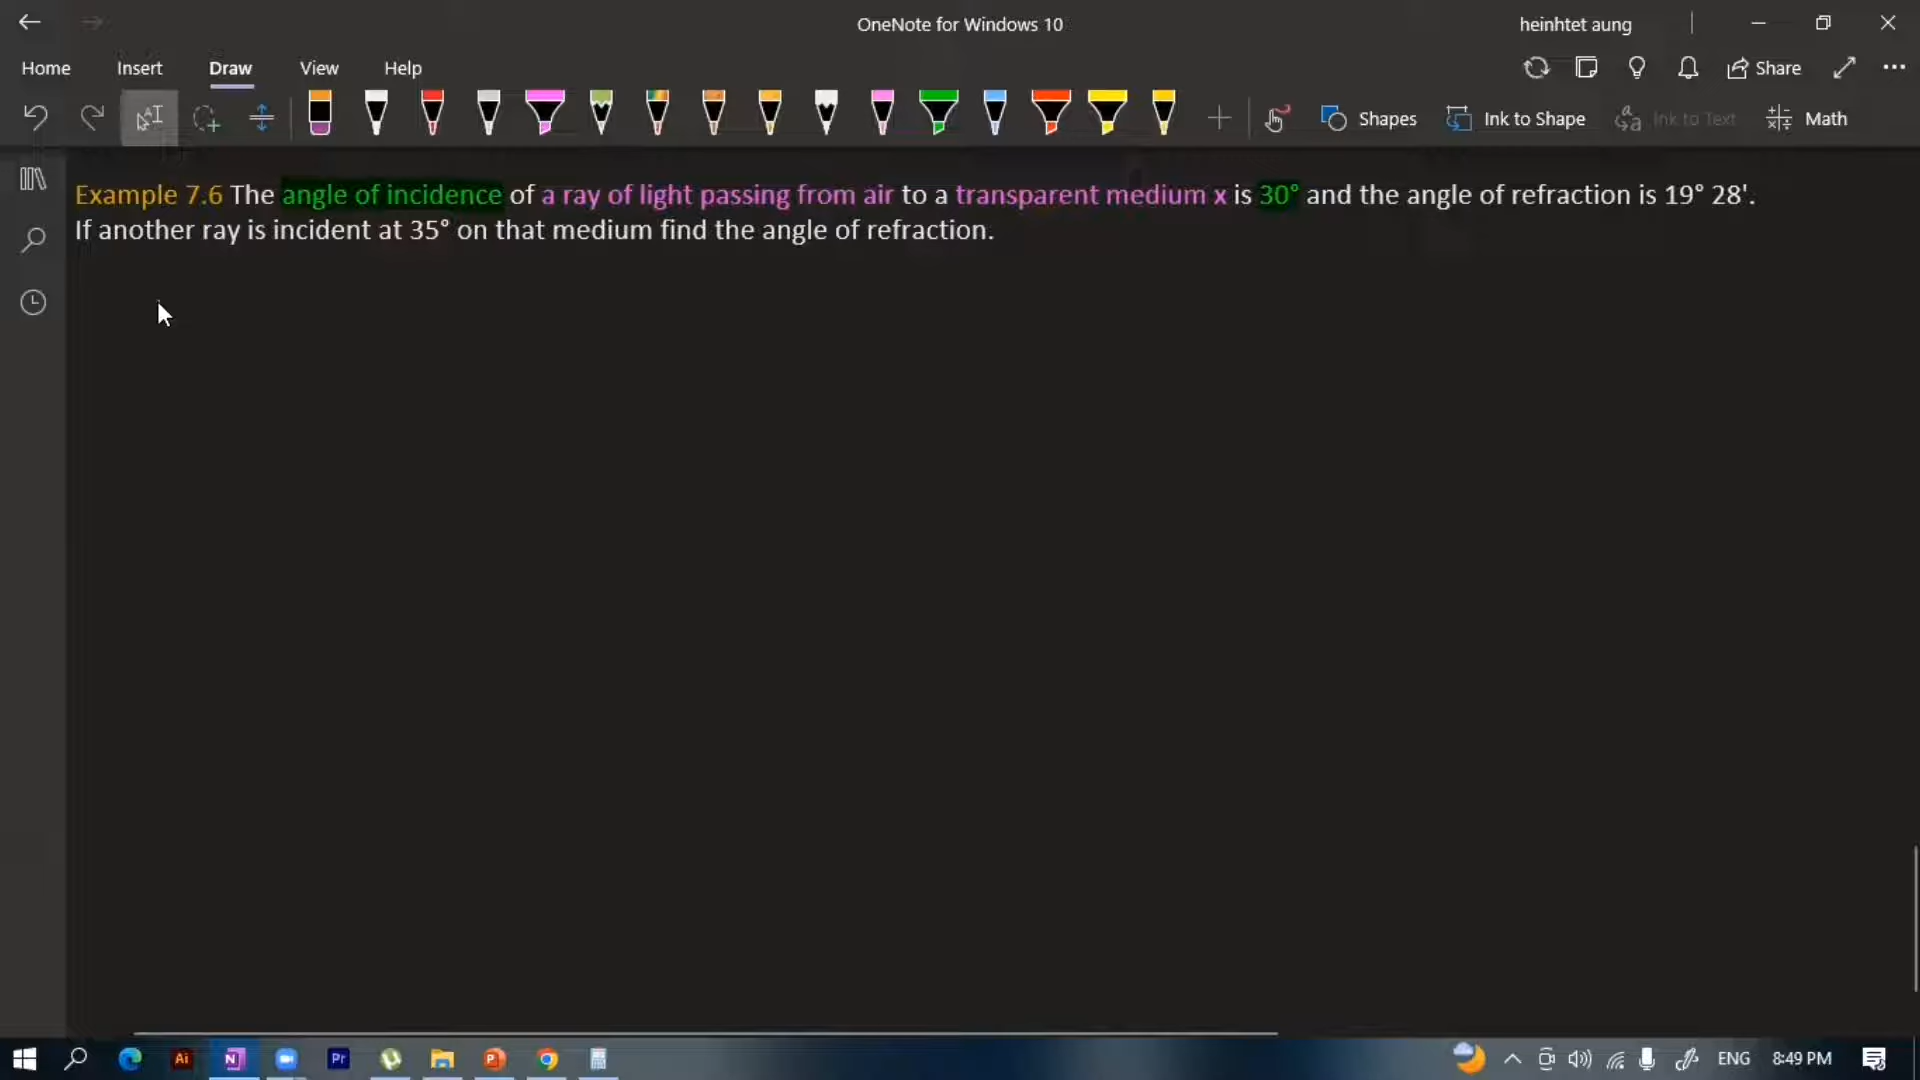 OneNote for Windows 10
heinhtet aung
Home Insert Draw View Help
Share
Shapes Ink to Shape Ink to Text Math
Example 7.6 The angle of incidence of a ray of light passing from air to a transparent medium x is 30° and the angle of refraction is 19° 28'.
If another ray is incident at 35° on that medium find the angle of refraction.
Ai N Pr P ENG 8:49 PM